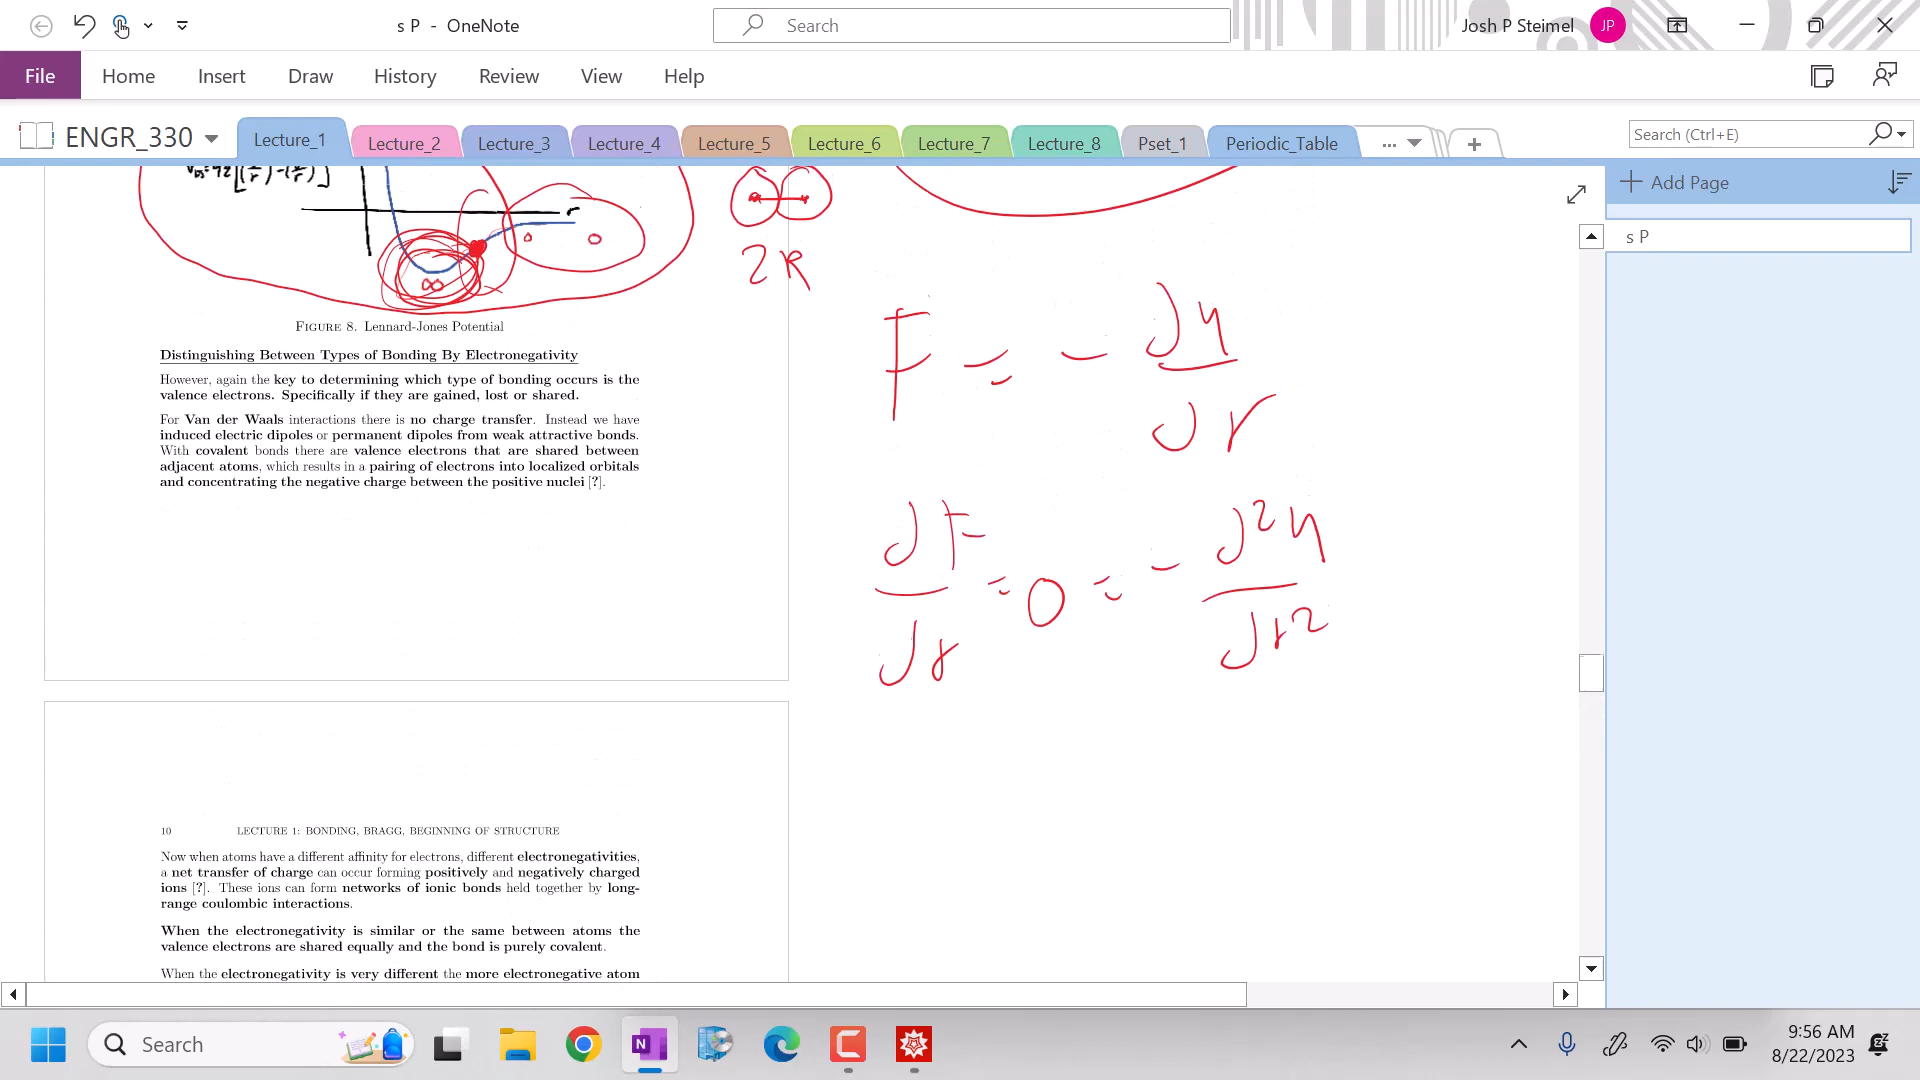 s P - OneNote
Search
Josh P Steimel
JP
File
Home
Insert
Draw
History
Review
View
Help
ENGR_330
Lecture_1
Lecture_2
Lecture_3
Lecture_4
Lecture_5
Lecture_6
Lecture_7
Lecture_8
Pset_1
Periodic_Table
...
Search (Ctrl+E)
Add Page
s P
r
2R
FIGURE 8. Lennard-Jones Potential
Distinguishing Between Types of Bonding By Electronegativity
However, again the key to determining which type of bonding occurs is the
valence electrons. Specifically if they are gained, lost or shared.
For Van der Waals interactions there is no charge transfer. Instead we have
induced electric dipoles or permanent dipoles from weak attractive bonds.
With covalent bonds there are valence electrons that are shared between
adjacent atoms, which results in a pairing of electrons into localized orbitals
and concentrating the negative charge between the positive nuclei [?].
F = - du/dr
dF/dr = 0 = - d²u/dr²
10 LECTURE 1: BONDING, BRAGG, BEGINNING OF STRUCTURE
Now when atoms have a different affinity for electrons, different electronegativities,
a net transfer of charge can occur forming positively and negatively charged
ions [?]. These ions can form networks of ionic bonds held together by long-
range coulombic interactions.
When the electronegativity is similar or the same between atoms the
valence electrons are shared equally and the bond is purely covalent.
When the electronegativity is very different the more electronegative atom
Search
9:56 AM
8/22/2023